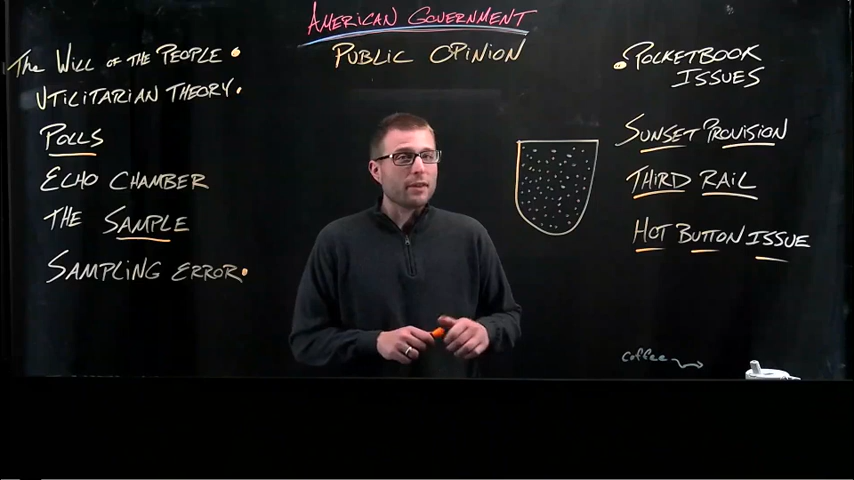 American Government
Public Opinion
The Will of the People
Utilitarian Theory
Polls
Echo Chamber
The Sample
Sampling Error
Pocketbook
Issues
Sunset Provision
Third Rail
Hot Button Issue
coffee